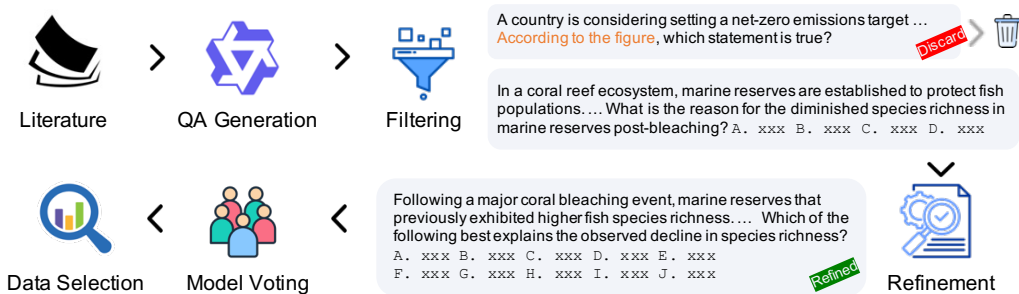 A country is considering setting a net-zero emissions target ...
According to the figure, which statement is true?
Discard
Literature
QA Generation
Filtering
In a coral reef ecosystem, marine reserves are established to protect fish
populations. ... What is the reason for the diminished species richness in
marine reserves post-bleaching? A. xxx B. xxx C. xxx D. xxx
Following a major coral bleaching event, marine reserves that
previously exhibited higher fish species richness. ... Which of the
following best explains the observed decline in species richness?
A. xxx B. xxx C. xxx D. xxx E. xxx
F. xxx G. xxx H. xxx I. xxx J. xxx
Refined
Data Selection
Model Voting
Refinement